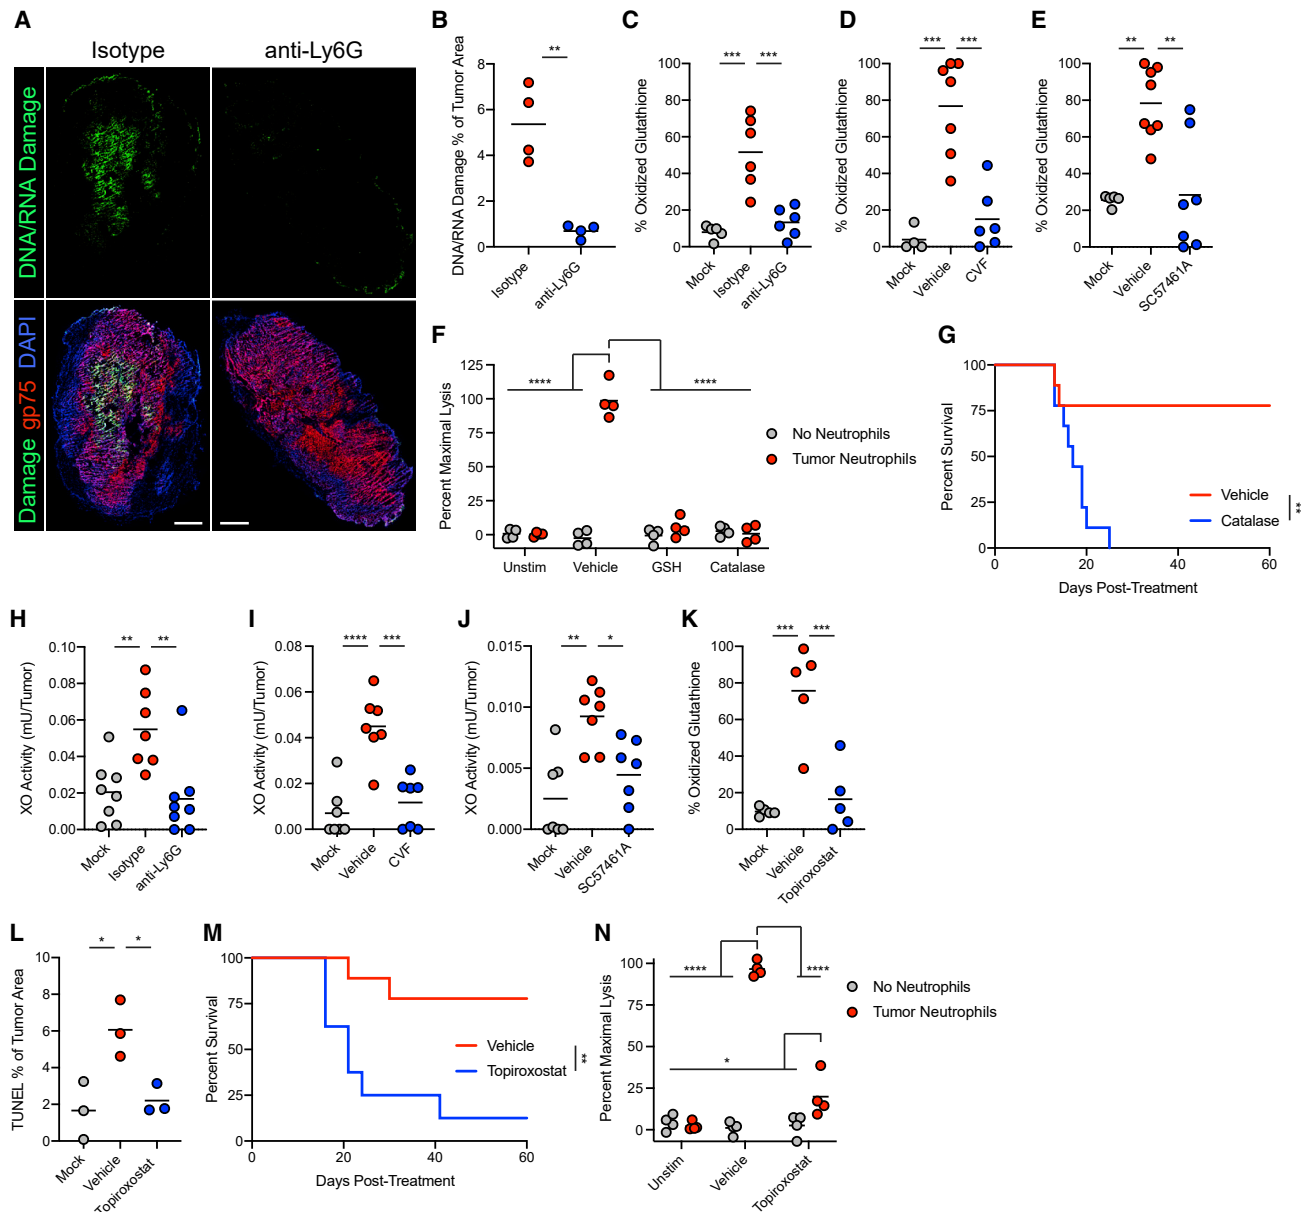 A
Isotype
anti-Ly6G
DNA/RNA Damage
Damage gp75 DAPI
B
**
DNA/RNA Damage % of Tumor Area
8
6
4
2
0
Isotype
anti-Ly6G
C
***
***
% Oxidized Glutathione
100
80
60
40
20
0
Mock
Isotype
anti-Ly6G
D
***
***
% Oxidized Glutathione
100
80
60
40
20
0
Mock
Vehicle
CVF
E
**
**
% Oxidized Glutathione
100
80
60
40
20
0
Mock
Vehicle
SC57461A
F
****
****
Percent Maximal Lysis
125
100
75
50
25
0
Unstim
Vehicle
GSH
Catalase
No Neutrophils
Tumor Neutrophils
G
Percent Survival
100
75
50
25
0
0
20
40
60
Days Post-Treatment
Vehicle
Catalase
**
H
**
**
XO Activity (mU/Tumor)
0.10
0.08
0.06
0.04
0.02
0.00
Mock
Isotype
anti-Ly6G
I
****
***
XO Activity (mU/Tumor)
0.08
0.06
0.04
0.02
0.00
Mock
Vehicle
CVF
J
**
*
XO Activity (mU/Tumor)
0.015
0.010
0.005
0.000
Mock
Vehicle
SC57461A
K
***
***
% Oxidized Glutathione
100
80
60
40
20
0
Mock
Vehicle
Topiroxostat
L
*
*
TUNEL % of Tumor Area
10
8
6
4
2
0
Mock
Vehicle
Topiroxostat
M
Percent Survival
100
75
50
25
0
0
20
40
60
Days Post-Treatment
Vehicle
Topiroxostat
**
N
****
****
*
Percent Maximal Lysis
100
75
50
25
0
Unstim
Vehicle
Topiroxostat
No Neutrophils
Tumor Neutrophils